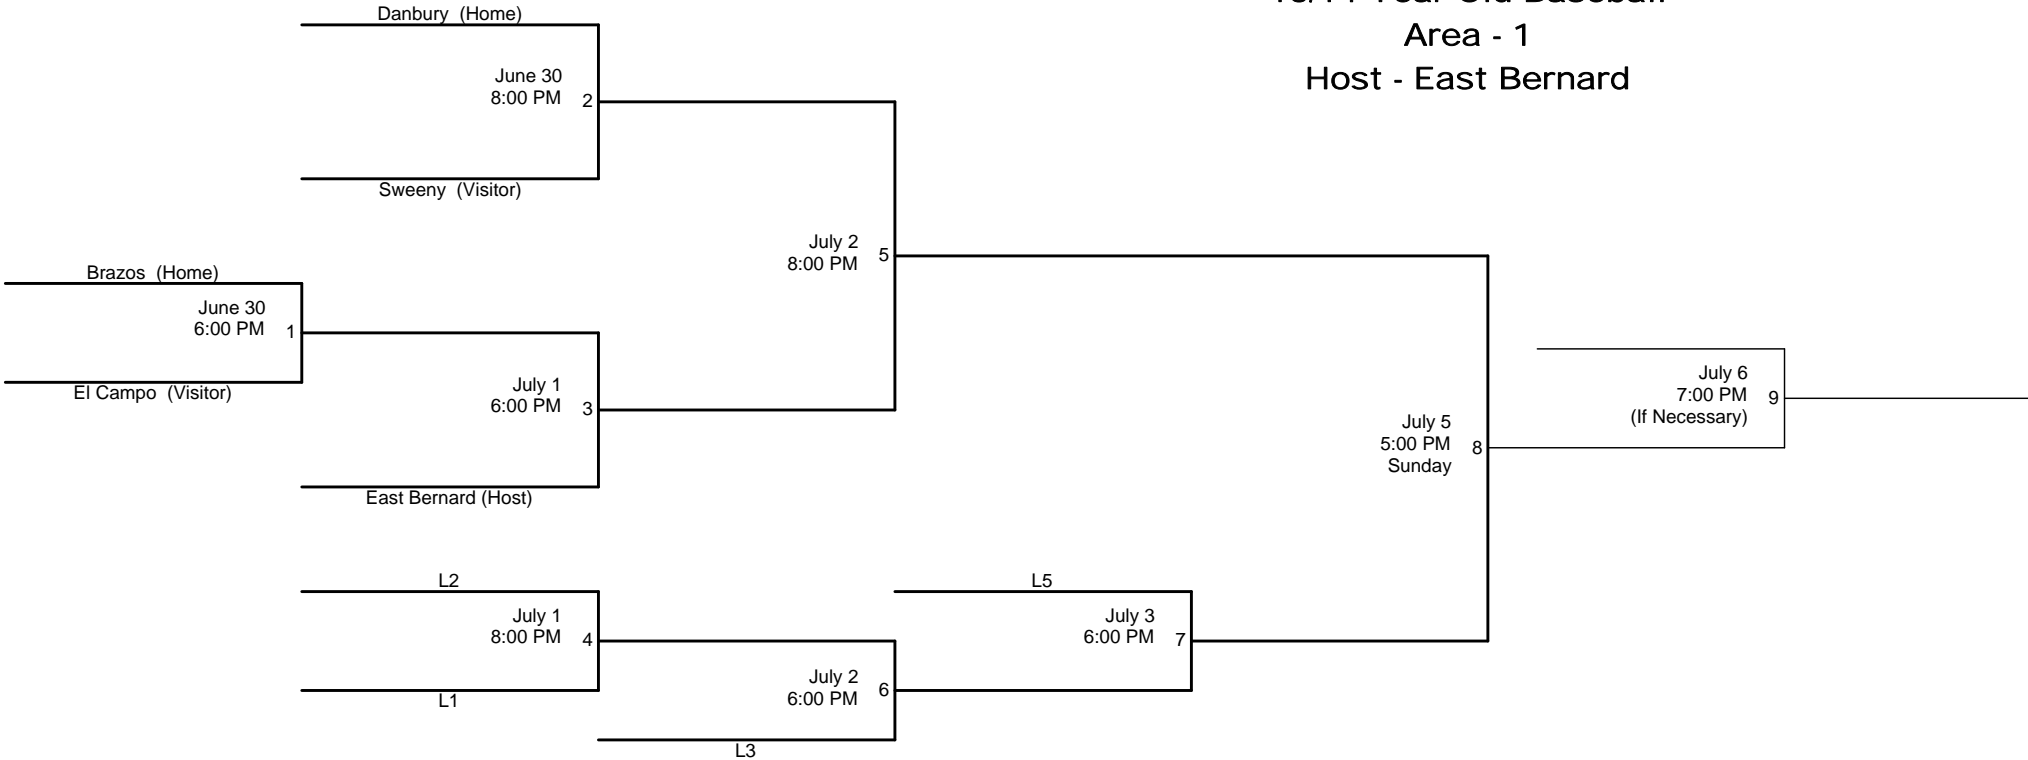 Danbury (Home)
Area - 1
Host - East Bernard
June 30
8:00 PM 2
Sweeny (Visitor)
July 2
8:00 PM 5
Brazos (Home)
June 30
6:00 PM 1
El Campo (Visitor)
July 1
6:00 PM 3
East Bernard (Host)
July 6
7:00 PM 9
(If Necessary)
July 5
5:00 PM 8
Sunday
L2
July 1
8:00 PM 4
L1
L5
July 3
6:00 PM 7
July 2
6:00 PM 6
L3